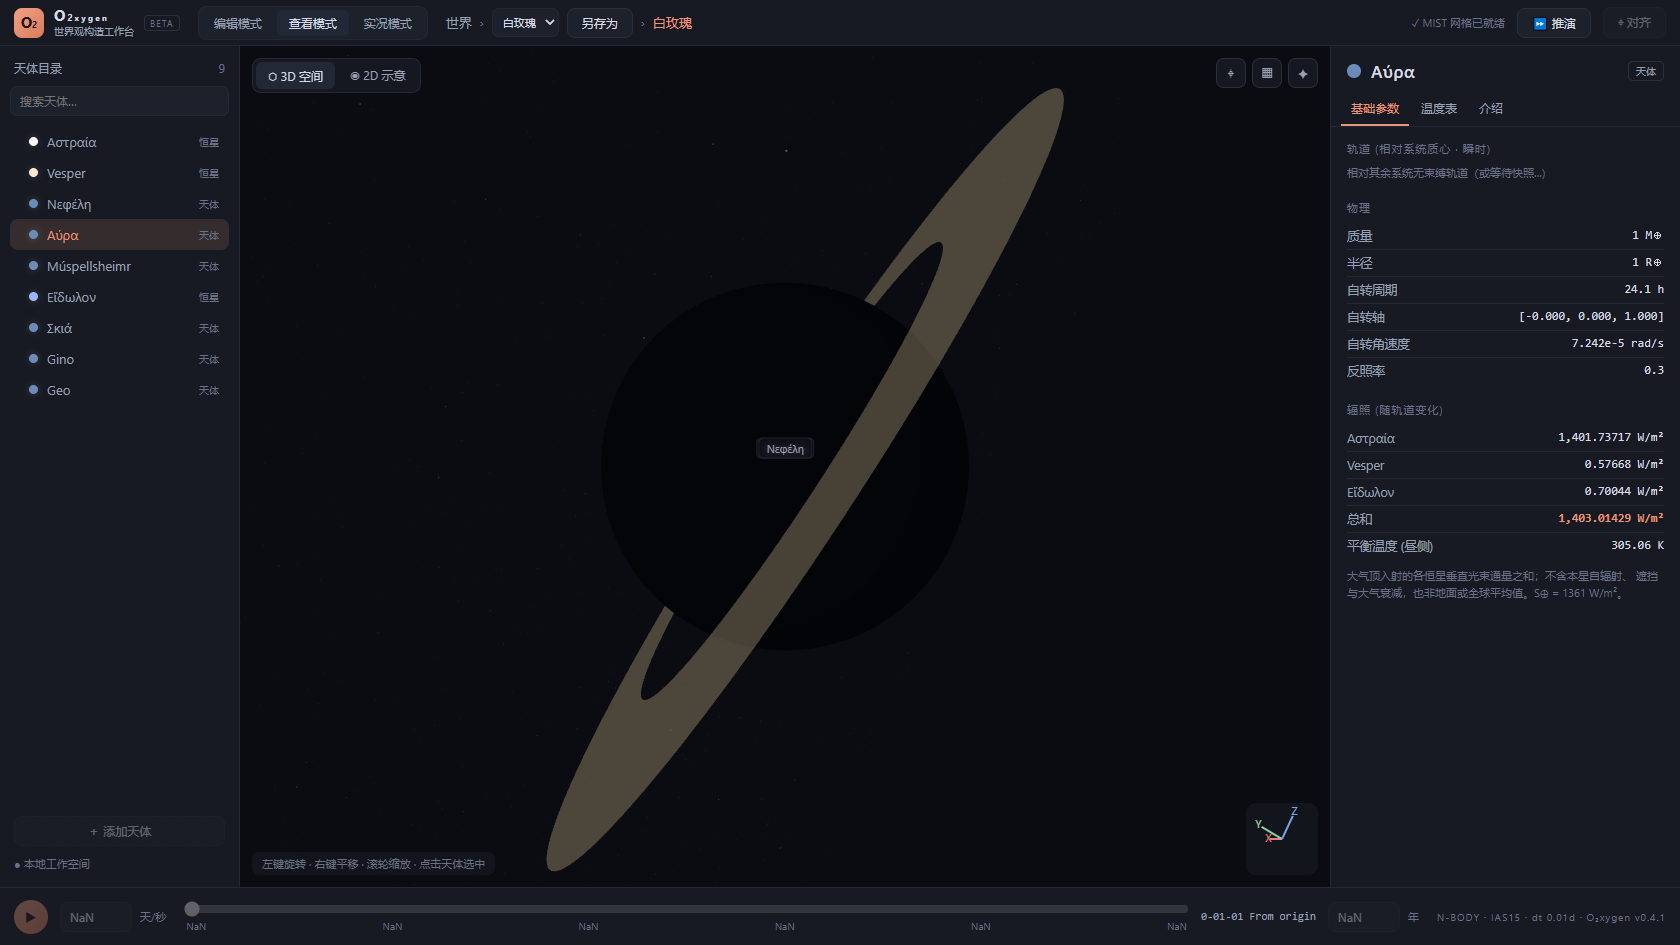 O₂ O₂xygen BETA 编辑模式 查看模式 实况模式 世界 › 白玫瑰 另存为 › 白玫瑰 ✓ MIST 网格已就绪 ⏩ 推演 ⌖ 对齐
世界观构造工作台
天体目录 9
搜索天体...
Αστραία 恒星
Vesper 恒星
Νεφέλη 天体
Αύρα 天体
Múspellsheimr 天体
Εἴδωλον 恒星
Σκιά 天体
Gino 天体
Geo 天体
+ 添加天体
● 本地工作空间
⬡ 3D 空间 ◉ 2D 示意
Νεφέλη
Z
Y
X
左键旋转 · 右键平移 · 滚轮缩放 · 点击天体选中
Αύρα 天体
基础参数 温度表 介绍
轨道 (相对系统质心 · 瞬时)
相对其余系统无束缚轨道（或等待快照…）
物理
质量 1 M⊕
半径 1 R⊕
自转周期 24.1 h
自转轴 [-0.000, 0.000, 1.000]
自转角速度 7.242e-5 rad/s
反照率 0.3
辐照 (随轨道变化)
Αστραία 1,401.73717 W/m²
Vesper 0.57668 W/m²
Εἴδωλον 0.70044 W/m²
总和 1,403.01429 W/m²
平衡温度 (昼侧) 305.06 K
大气顶入射的各恒星垂直光束通量之和；不含本星自辐射、 遮挡
与大气衰减，也非地面或全球平均值。S⊕ = 1361 W/m²。
NaN 天/秒 0-01-01 From origin NaN 年 N-BODY · IAS15 · dt 0.01d · O₂xygen v0.4.1
NaN NaN NaN NaN NaN NaN